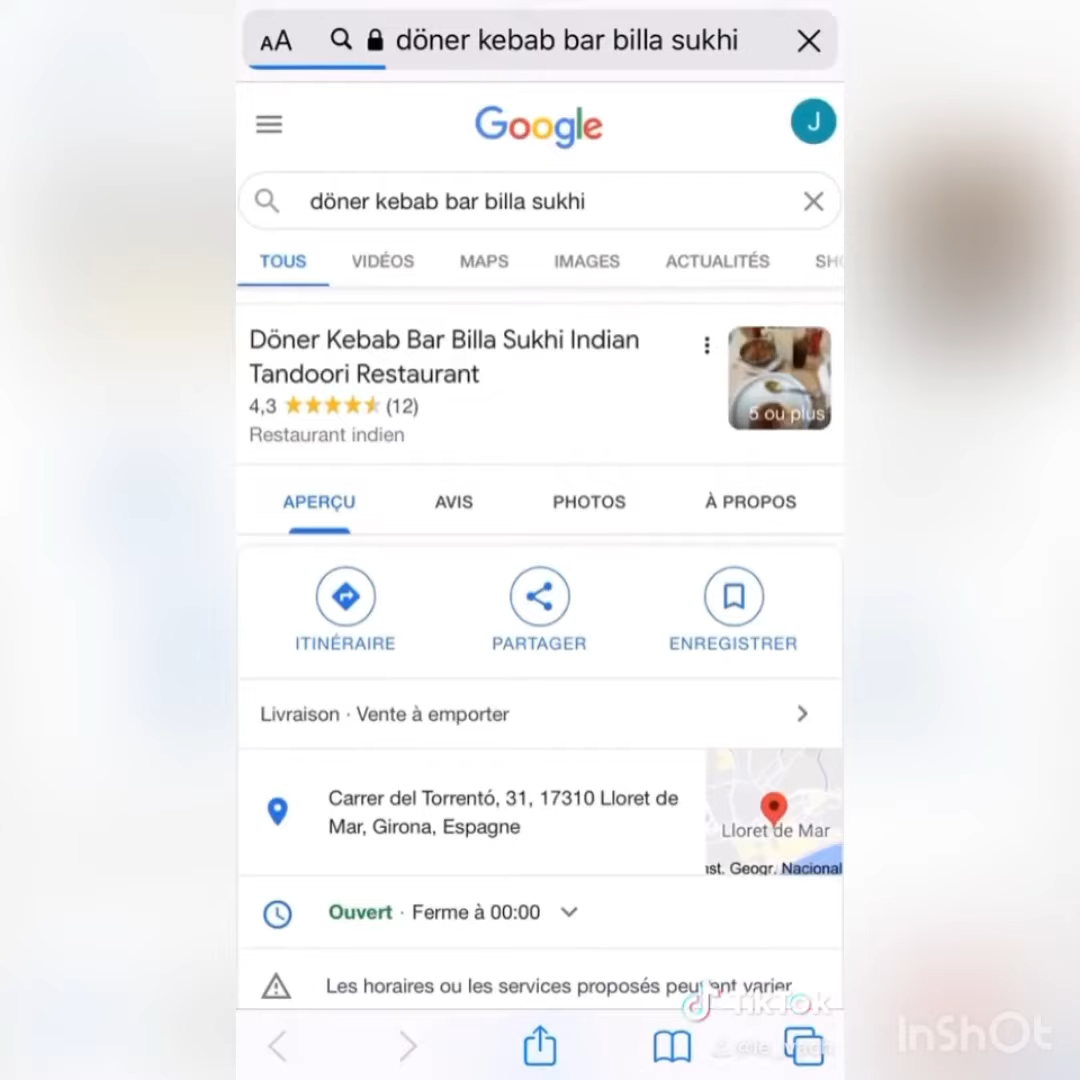 AA döner kebab bar billa sukhi
Google
J
döner kebab bar billa sukhi
TOUS VIDÉOS MAPS IMAGES ACTUALITÉS
Döner Kebab Bar Billa Sukhi Indian
Tandoori Restaurant
4,3 (12)
5 ou plus
Restaurant indien
APERÇU AVIS PHOTOS À PROPOS
ITINÉRAIRE PARTAGER ENREGISTRER
Livraison · Vente à emporter
Carrer del Torrentó, 31, 17310 Lloret de
Mar, Girona, Espagne
Lloret de Mar
Geogr. Nacional
Ouvert · Ferme à 00:00
Les horaires ou les services proposés peuvent varier
TikTok
InShOt